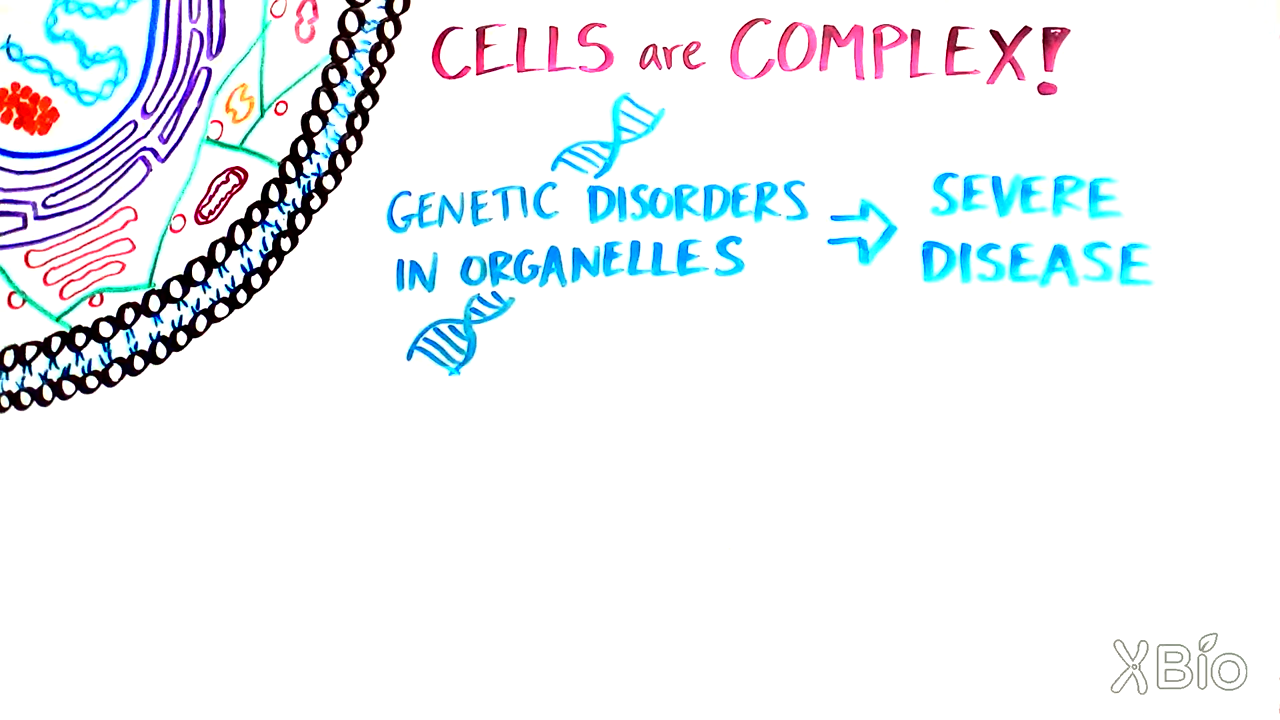 CELLS are COMPLEX!
GENETIC DISORDERS
IN ORGANELLES
SEVERE
DISEASE
XBio